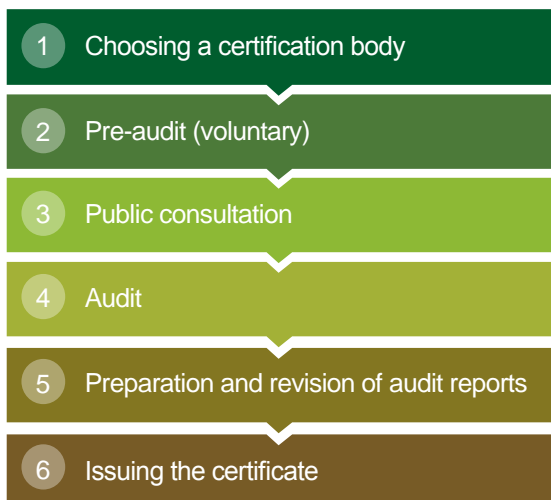 1 Choosing a certification body
2 Pre-audit (voluntary)
3 Public consultation
4 Audit
5 Preparation and revision of audit reports
6 Issuing the certificate